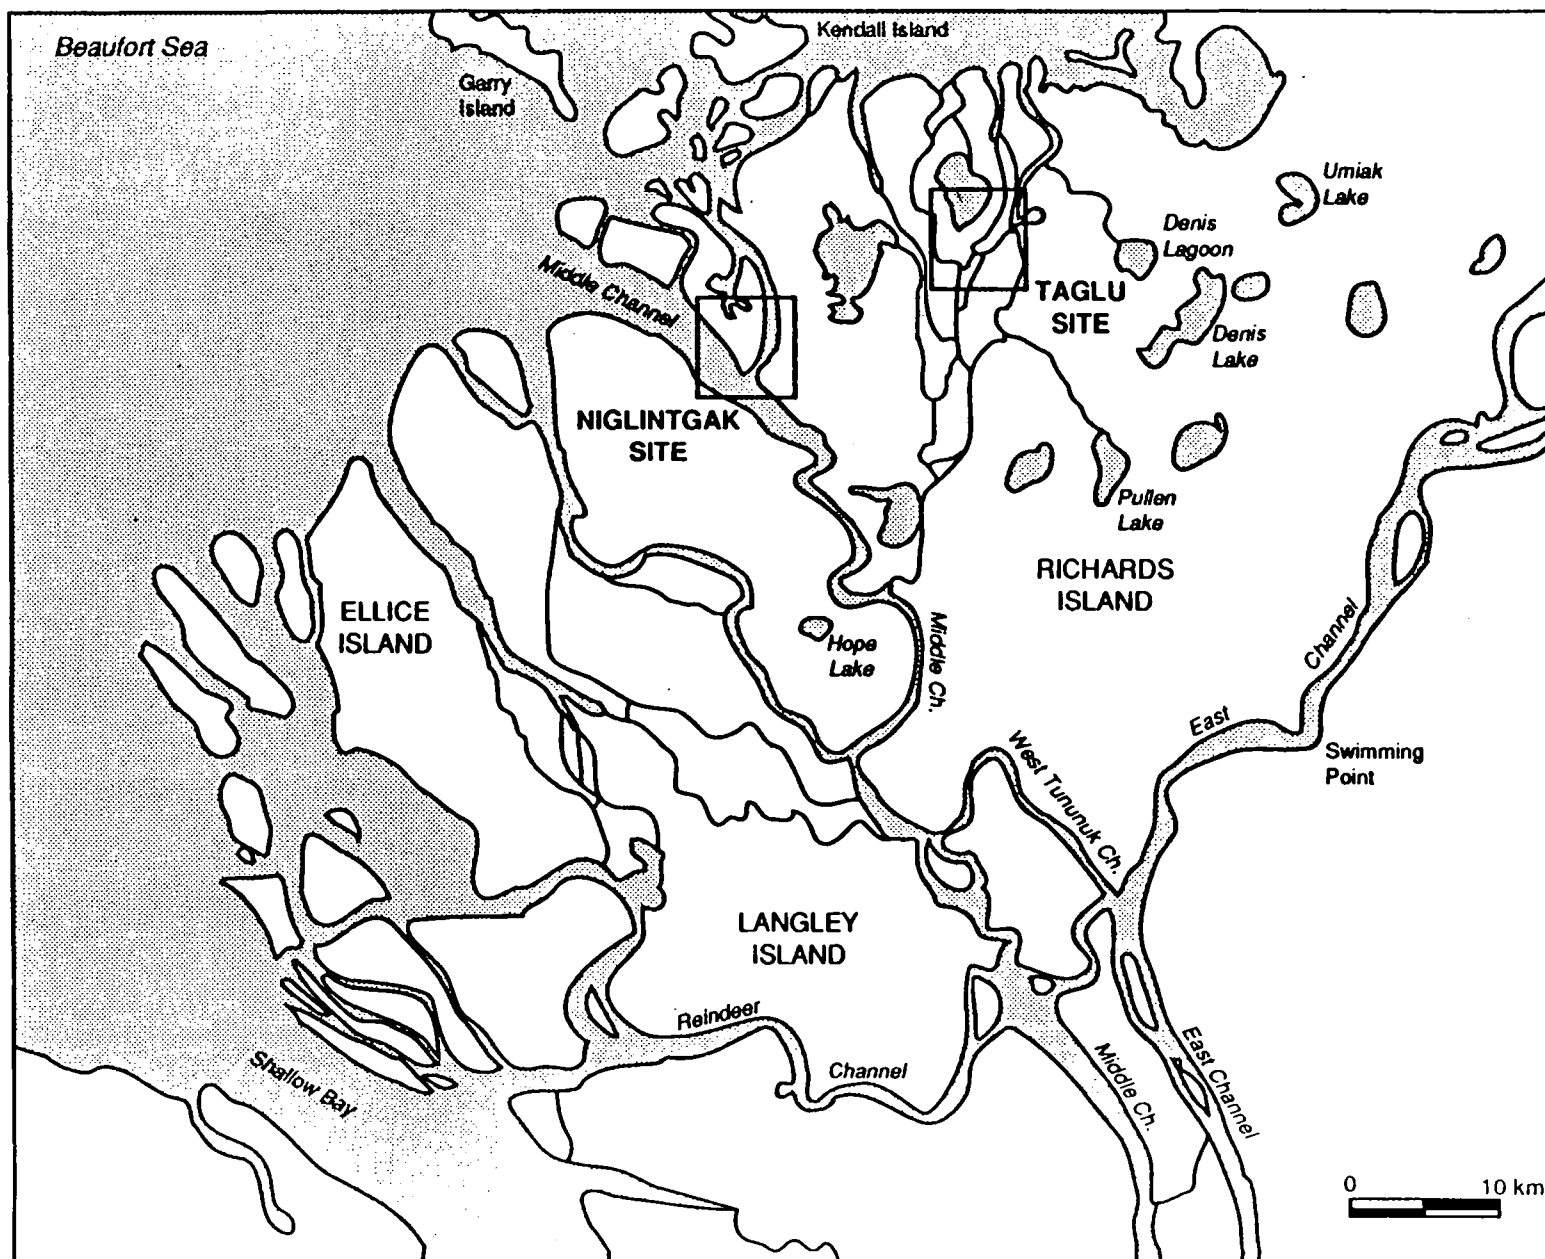 Beaufort Sea
Kendall Island
Garry
Island
Umiak
Lake
Denis
Lagoon
Middle Channel
TAGLU
SITE
Denis
Lake
NIGLINTGAK
SITE
Pullen
Lake
RICHARDS
ISLAND
ELLICE
ISLAND
Hope
Lake
Middle Ch.
Channel
East
Swimming
Point
West Tununuk Ch.
LANGLEY
ISLAND
Reindeer
Channel
Shallow Bay
Middle Ch.
East Channel
0 10 km